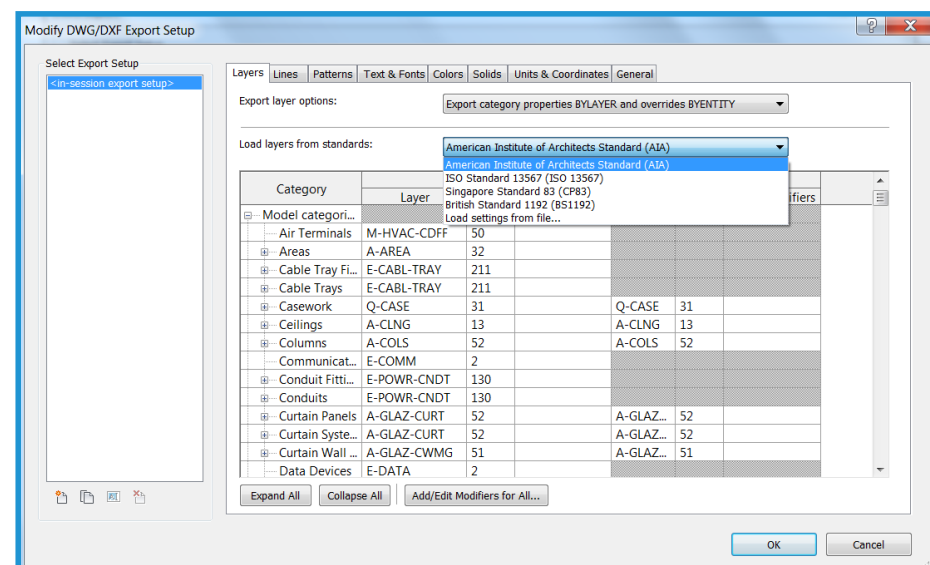 Modify DWG/DXF Export Setup
Select Export Setup
<in-session export setup>
Layers Lines Patterns Text & Fonts Colors Solids Units & Coordinates General
Export layer options: Export category properties BYLAYER and overrides BYENTITY
Load layers from standards: American Institute of Architects Standard (AIA)
American Institute of Architects Standard (AIA)
ISO Standard 13567 (ISO 13567)
Singapore Standard 83 (CP83)
British Standard 1192 (BS1192)
Load settings from file...
Category Layer ifiers
Model categori...
Air Terminals M-HVAC-CDFF 50
Areas A-AREA 32
Cable Tray Fi... E-CABL-TRAY 211
Cable Trays E-CABL-TRAY 211
Casework Q-CASE 31 Q-CASE 31
Ceilings A-CLNG 13 A-CLNG 13
Columns A-COLS 52 A-COLS 52
Communicat... E-COMM 2
Conduit Fitti... E-POWR-CNDT 130
Conduits E-POWR-CNDT 130
Curtain Panels A-GLAZ-CURT 52 A-GLAZ... 52
Curtain Syste... A-GLAZ-CURT 52 A-GLAZ... 52
Curtain Wall ... A-GLAZ-CWMG 51 A-GLAZ... 51
Data Devices E-DATA 2
Expand All Collapse All Add/Edit Modifiers for All...
OK Cancel